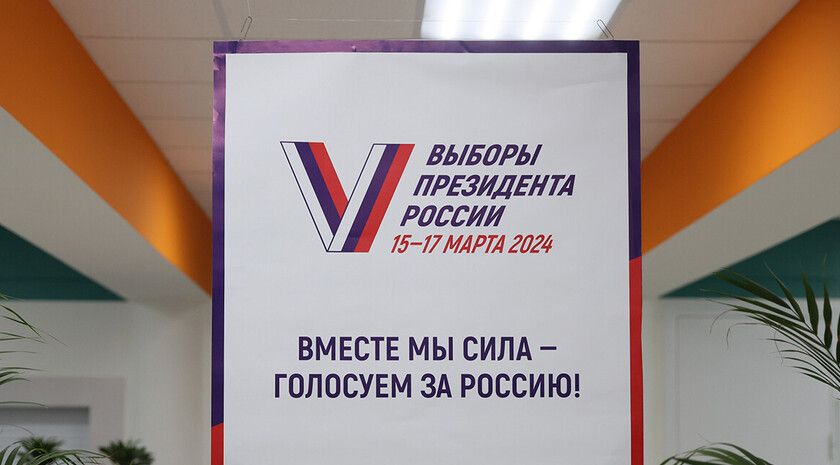 ВЫБОРЫ
ПРЕЗИДЕНТА
РОССИИ
15–17 МАРТА 2024
ВМЕСТЕ МЫ СИЛА –
ГОЛОСУЕМ ЗА РОССИЮ!